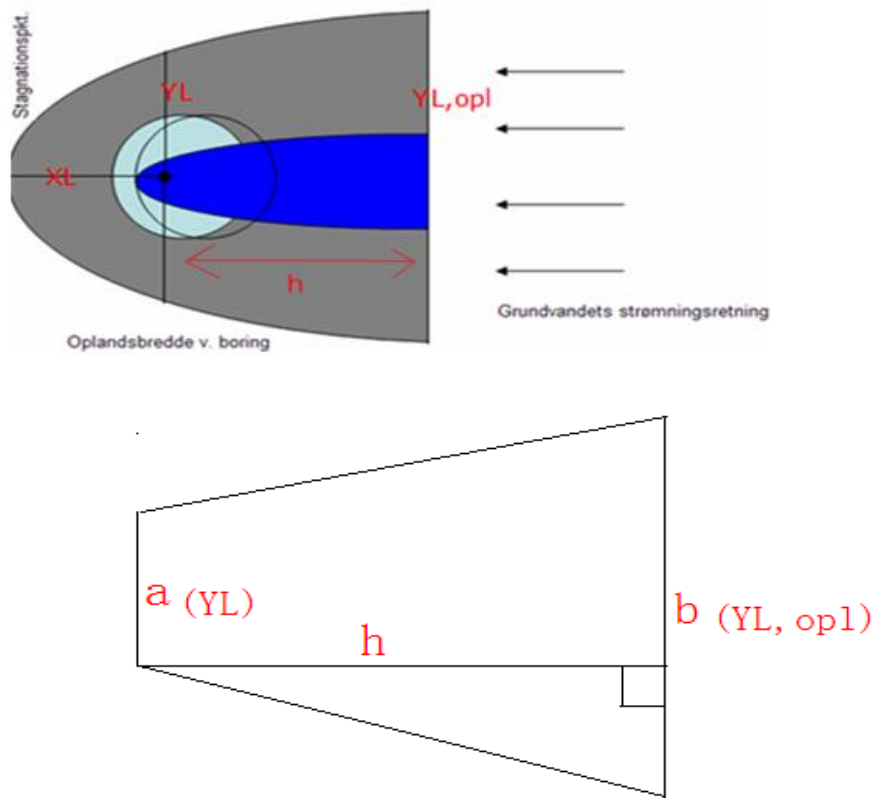 Stagnationspkt.
YL
YL,opl
XL
h
Grundvandets strømningsretning
Oplandsbredde v. boring
a (YL)
b (YL, opl)
h